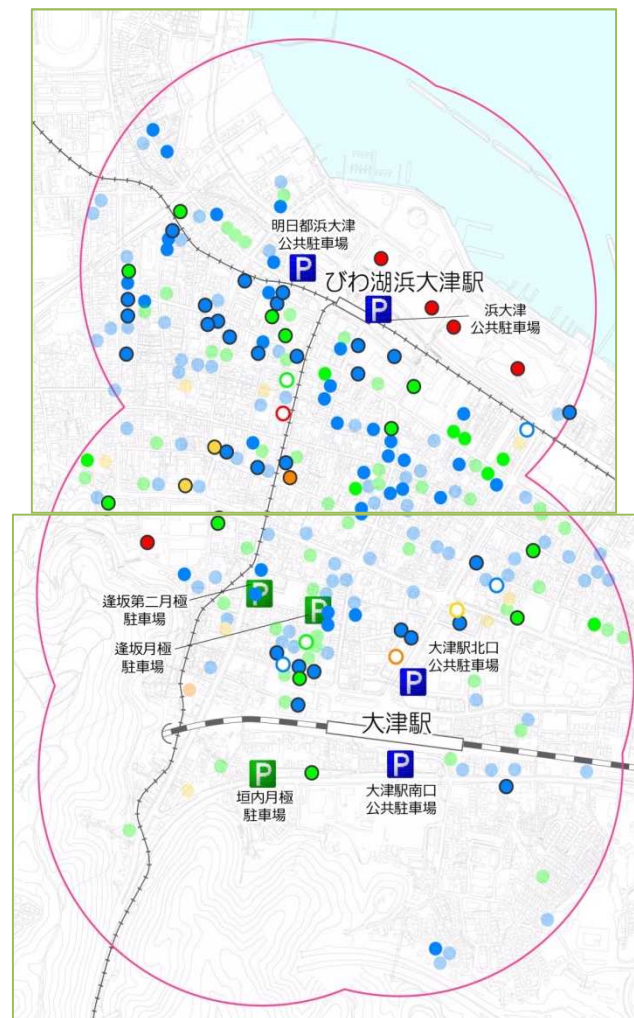 明日都浜大津
公共駐車場
P
びわ湖浜大津駅
P
浜大津
公共駐車場
P
逢坂第二月極
駐車場
P
逢坂月極
駐車場
大津駅北口
公共駐車場
P
大津駅
P
垣内月極
駐車場
P
大津駅南口
公共駐車場